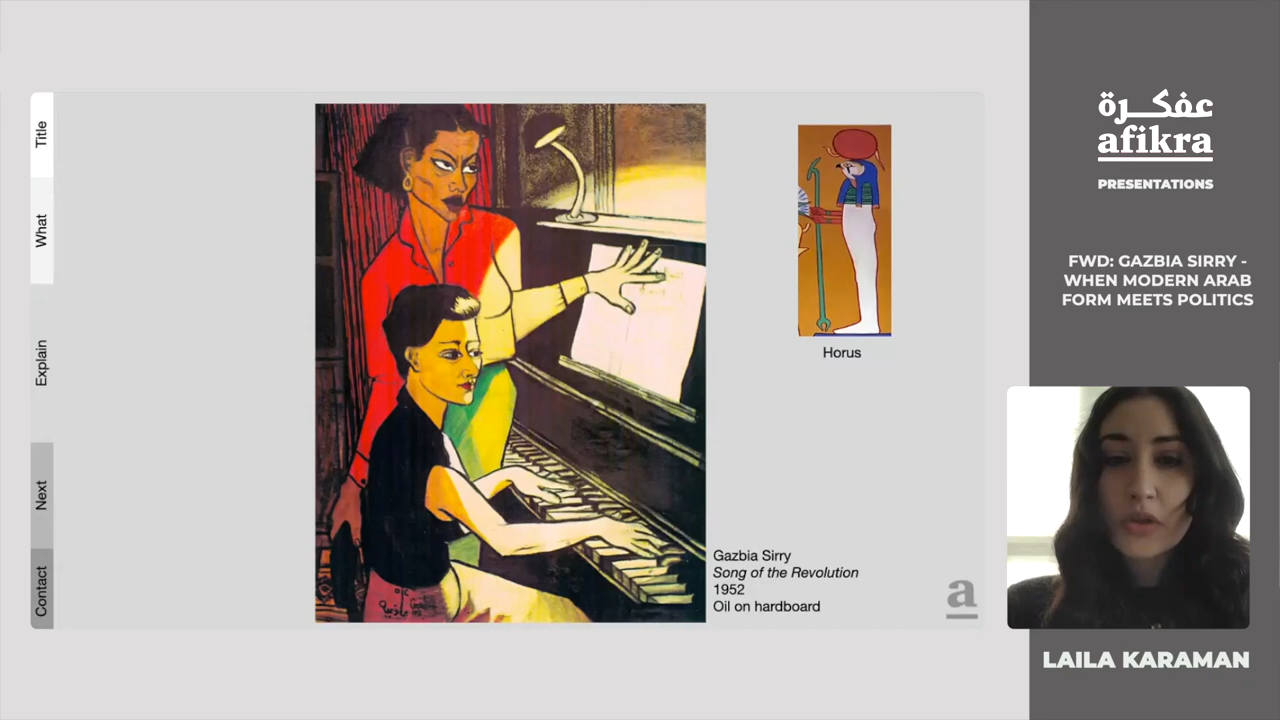 Title
What
Explain
Next
Contact
Horus
Gazbia Sirry
Song of the Revolution
1952
Oil on hardboard
a
عفكرة
afikra
PRESENTATIONS
FWD: GAZBIA SIRRY -
WHEN MODERN ARAB
FORM MEETS POLITICS
LAILA KARAMAN